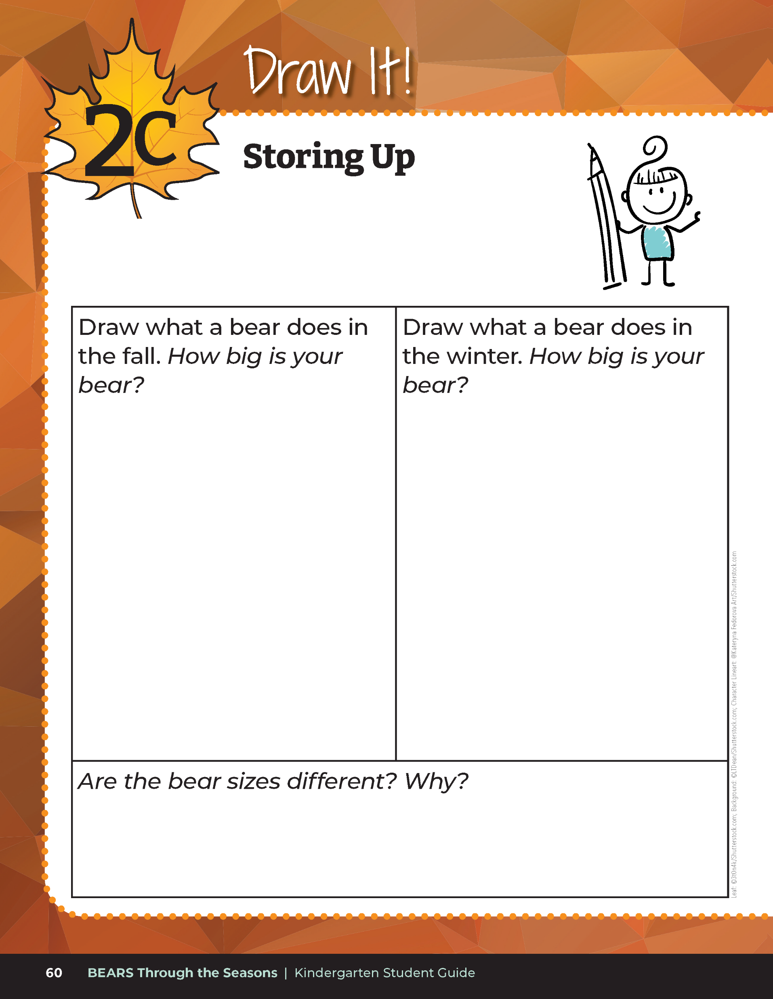 Draw It!
2C
Storing Up
Draw what a bear does in
the fall. How big is your
bear?
Draw what a bear does in
the winter. How big is your
bear?
Are the bear sizes different? Why?
Leaf: ©3t0n4k/Shutterstock.com; Background: ©LTDean/Shutterstock.com; Character Lineart: @Kateryna Fedorova Art/Shutterstock.com
60 BEARS Through the Seasons | Kindergarten Student Guide